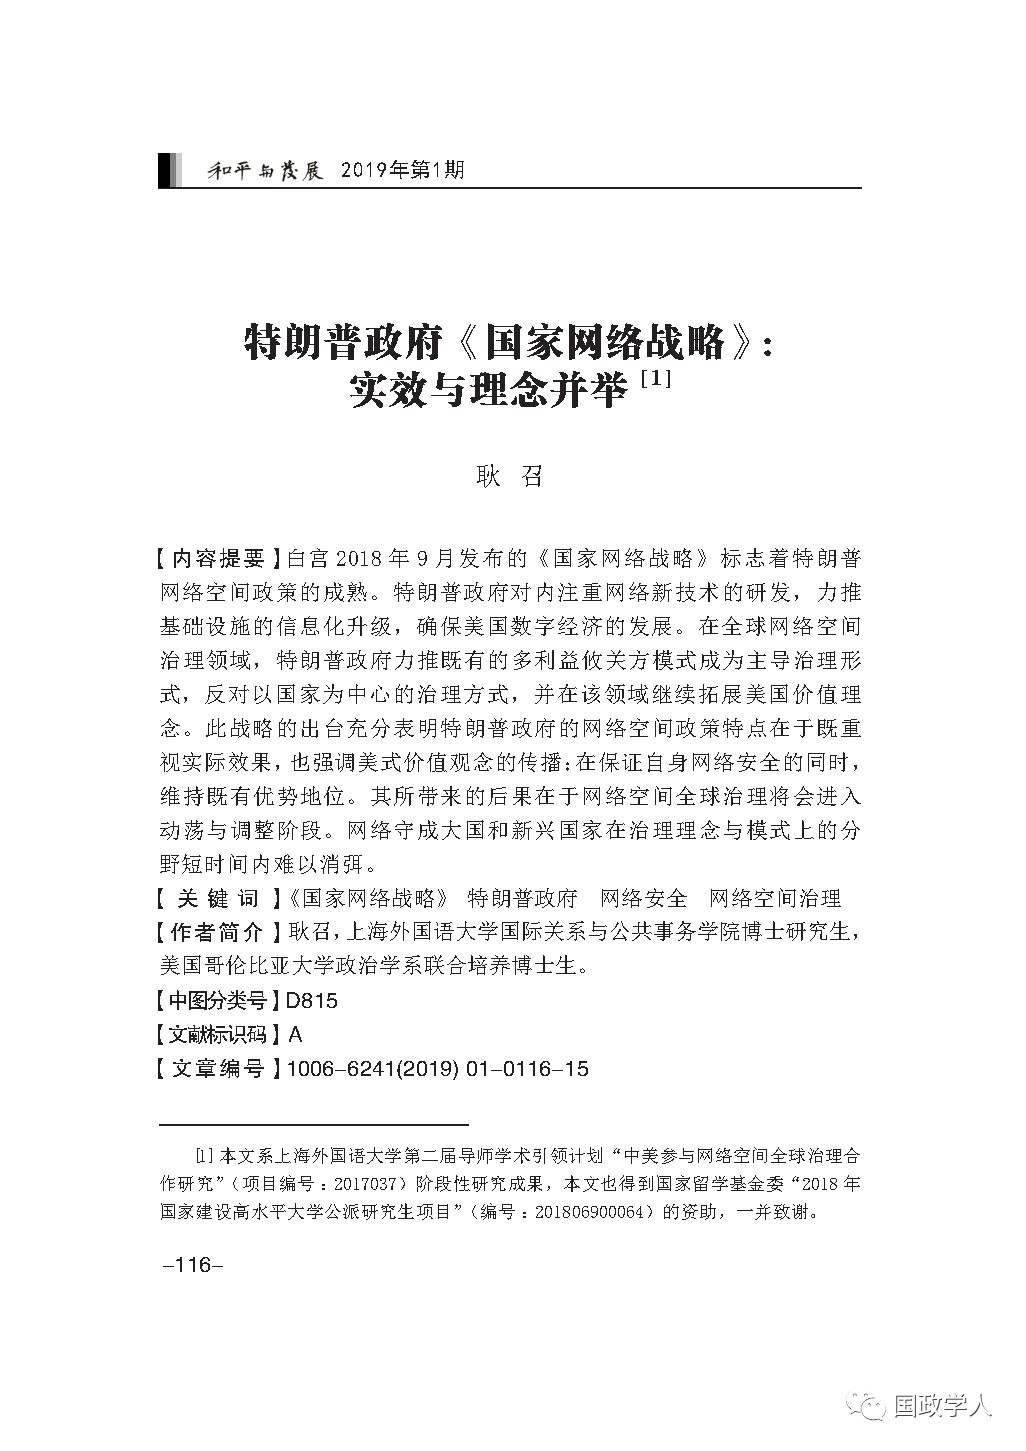 和平与发展 2019年第1期
特朗普政府《国家网络战略》:
实效与理念并举 [1]
耿 召
【内容提要】白宫 2018 年 9 月发布的《国家网络战略》标志着特朗普
网络空间政策的成熟。特朗普政府对内注重网络新技术的研发，力推
基础设施的信息化升级，确保美国数字经济的发展。在全球网络空间
治理领域，特朗普政府力推既有的多利益攸关方模式成为主导治理形
式，反对以国家为中心的治理方式，并在该领域继续拓展美国价值理
念。此战略的出台充分表明特朗普政府的网络空间政策特点在于既重
视实际效果，也强调美式价值观念的传播：在保证自身网络安全的同时，
维持既有优势地位。其所带来的后果在于网络空间全球治理将会进入
动荡与调整阶段。网络守成大国和新兴国家在治理理念与模式上的分
野短时间内难以消弭。
【 关 键 词 】《国家网络战略》 特朗普政府 网络安全 网络空间治理
【作者简介】耿召，上海外国语大学国际关系与公共事务学院博士研究生，
美国哥伦比亚大学政治学系联合培养博士生。
【中图分类号】D815
【文献标识码】A
【文章编号】1006-6241(2019) 01-0116-15
[1] 本文系上海外国语大学第二届导师学术引领计划“中美参与网络空间全球治理合
作研究”（项目编号：2017037）阶段性研究成果，本文也得到国家留学基金委“2018 年
国家建设高水平大学公派研究生项目”（编号：201806900064）的资助，一并致谢。
-116-
国政学人